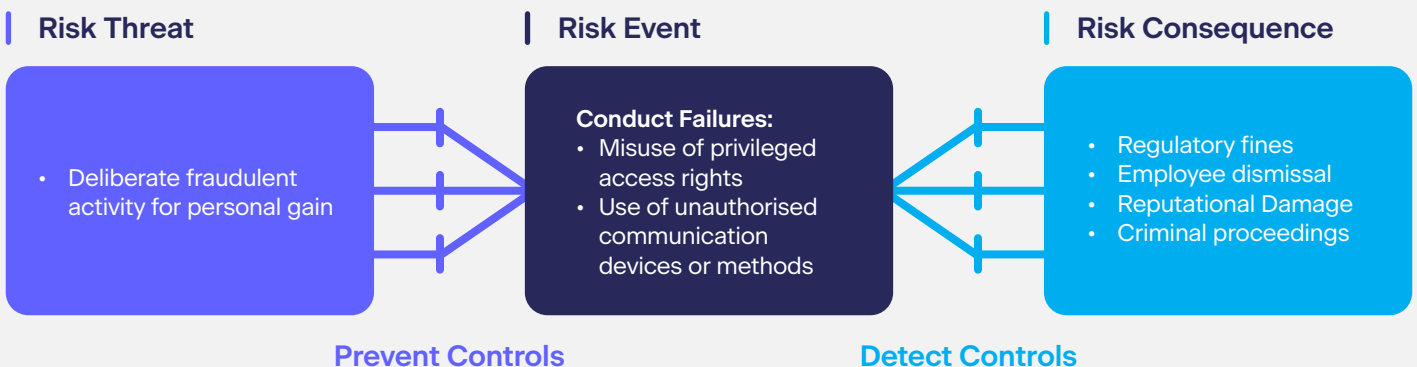 Risk Threat
Risk Event
Risk Consequence
• Deliberate fraudulent
activity for personal gain
Conduct Failures:
• Misuse of privileged
access rights
• Use of unauthorised
communication
devices or methods
• Regulatory fines
• Employee dismissal
• Reputational Damage
• Criminal proceedings
Prevent Controls
Detect Controls